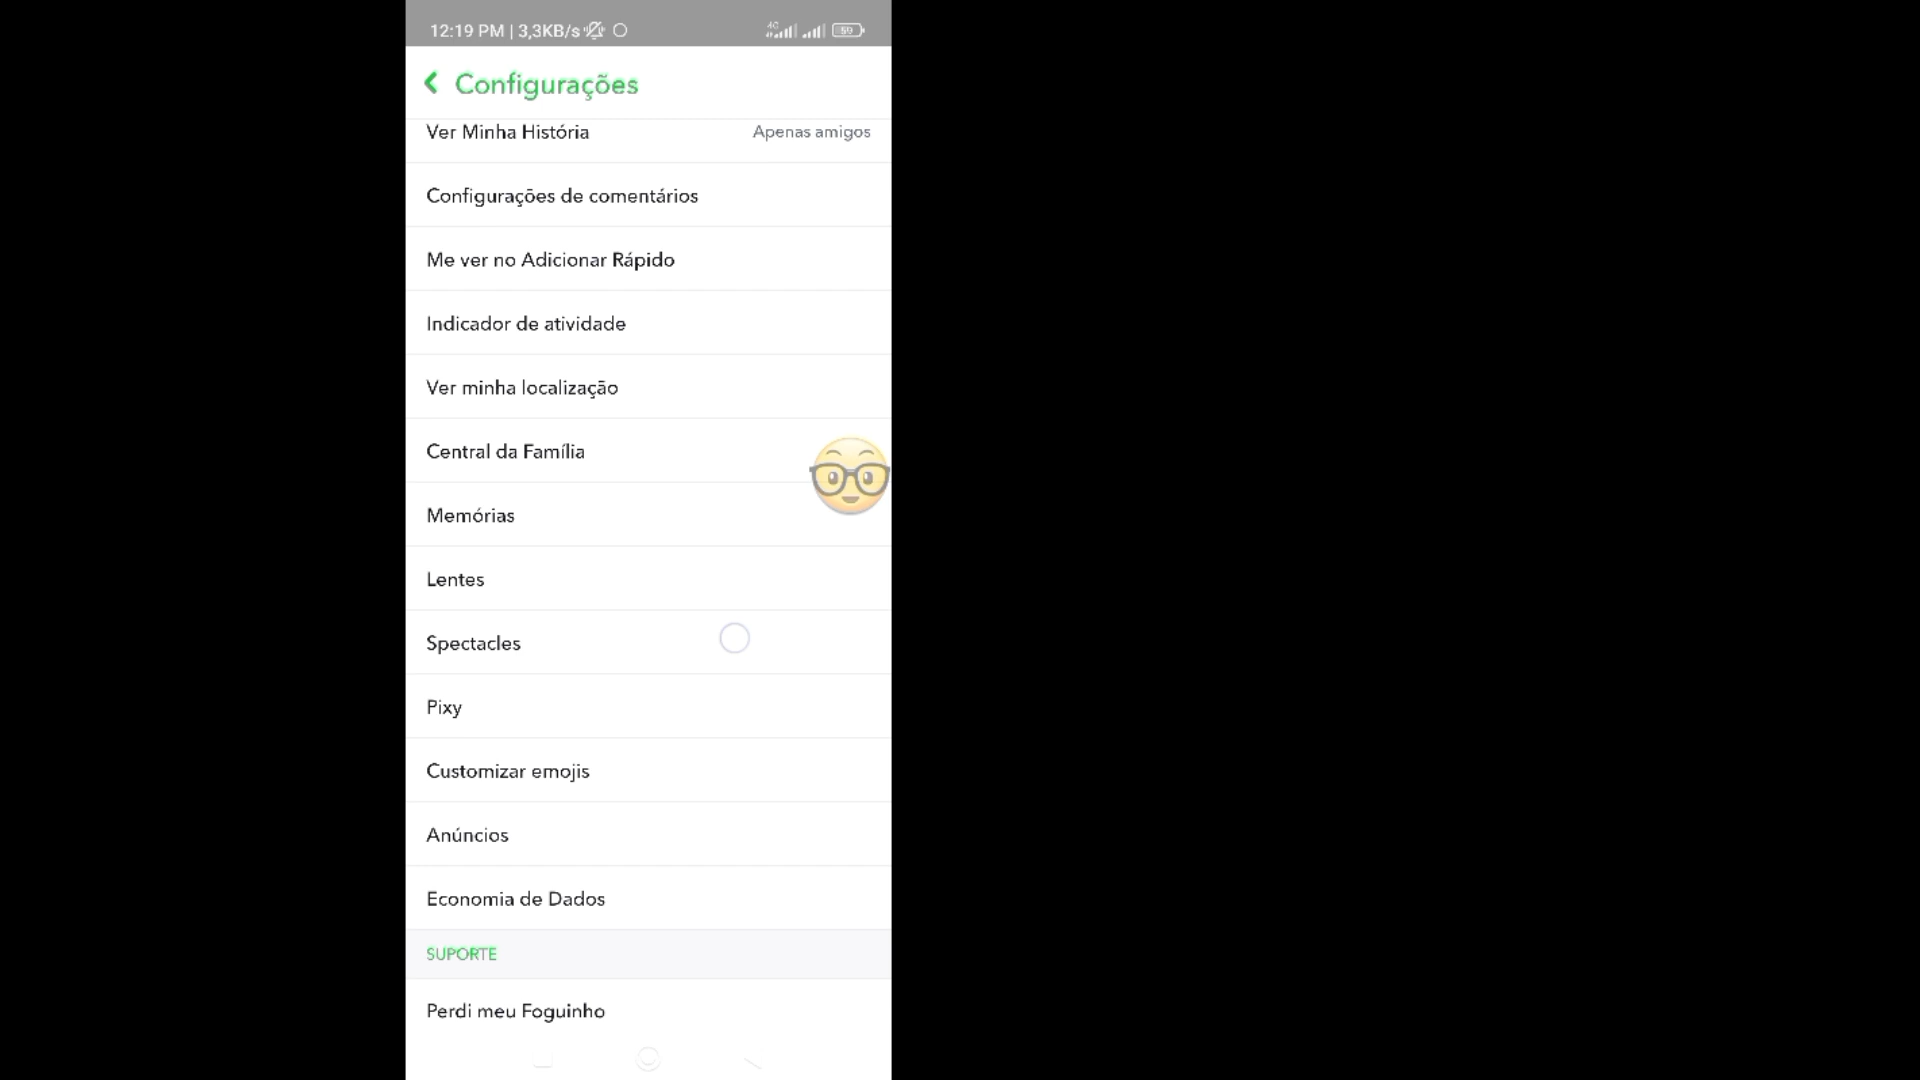 12:19 PM | 3,3KB/s 4G 59
Configurações
Ver Minha História Apenas amigos
Configurações de comentários
Me ver no Adicionar Rápido
Indicador de atividade
Ver minha localização
Central da Família
Memórias
Lentes
Spectacles
Pixy
Customizar emojis
Anúncios
Economia de Dados
SUPORTE
Perdi meu Foguinho